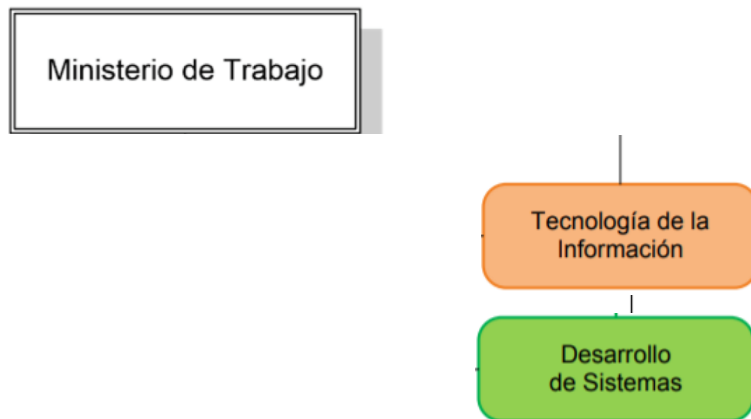 Ministerio de Trabajo
Tecnología de la
Información
Desarrollo
de Sistemas